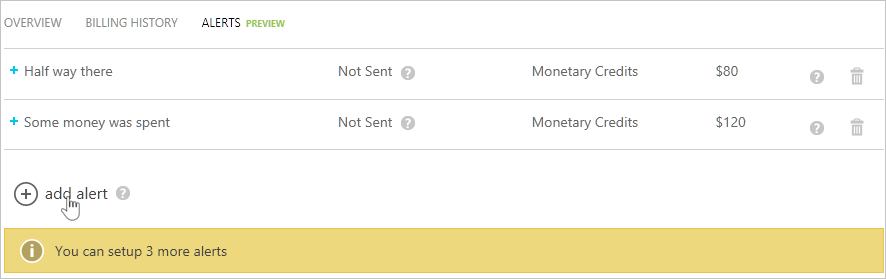 OVERVIEW BILLING HISTORY ALERTS PREVIEW
+ Half way there Not Sent ? Monetary Credits $80 ?
+ Some money was spent Not Sent ? Monetary Credits $120 ?
+ add alert ?
i You can setup 3 more alerts